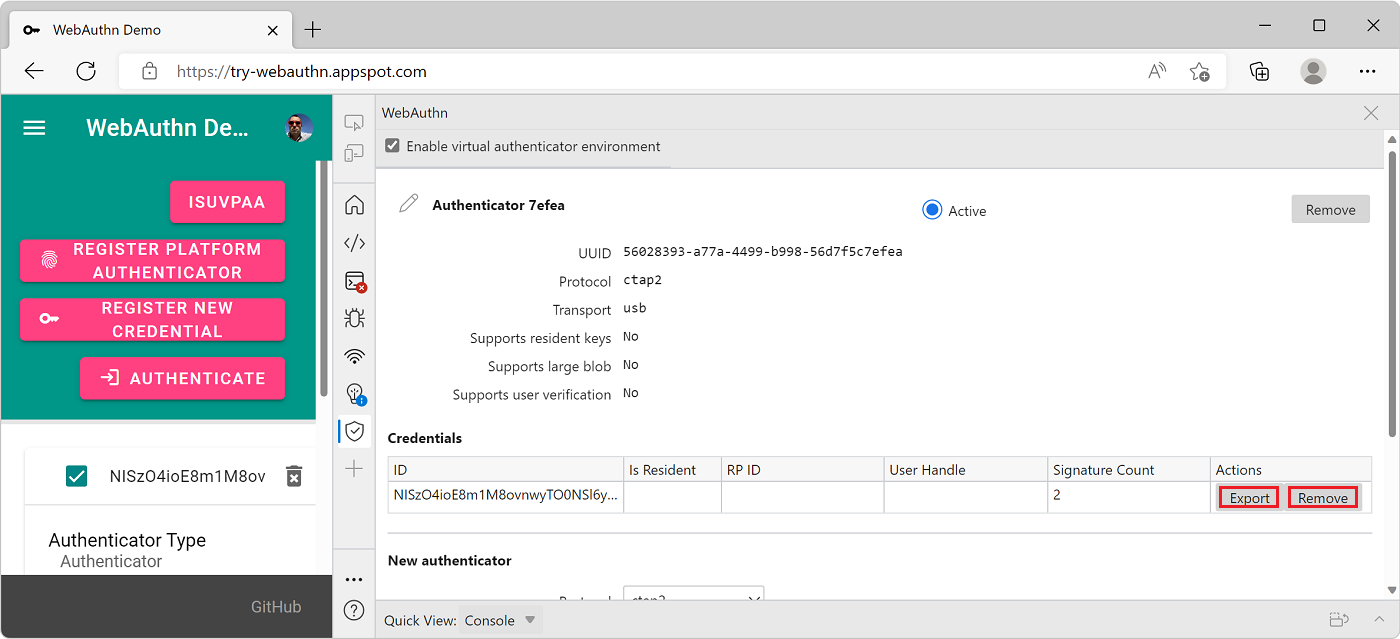 WebAuthn Demo
https://try-webauthn.appspot.com
WebAuthn De...
ISUVPAA
REGISTER PLATFORM
AUTHENTICATOR
REGISTER NEW
CREDENTIAL
AUTHENTICATE
NISzO4ioE8m1M8ov
Authenticator Type
Authenticator
GitHub
WebAuthn
Enable virtual authenticator environment
Authenticator 7efea
Active
Remove
UUID 56028393-a77a-4499-b998-56d7f5c7efea
Protocol ctap2
Transport usb
Supports resident keys No
Supports large blob No
Supports user verification No
Credentials
ID Is Resident RP ID User Handle Signature Count Actions
NISzO4ioE8m1M8ovnwyTO0NSl6y... 2 Export Remove
New authenticator
Protocol ctap2
Quick View: Console